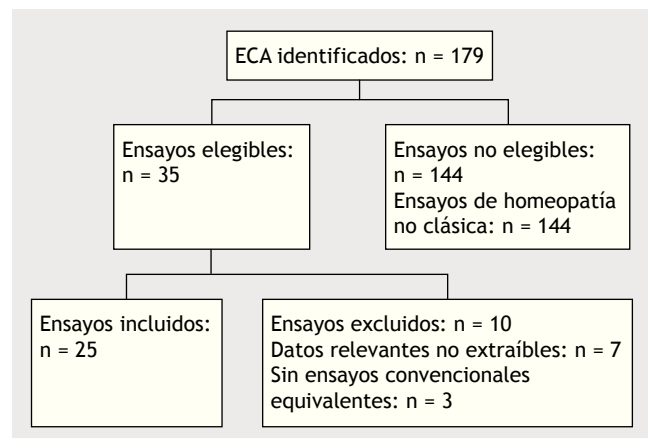 ECA identificados: n = 179
Ensayos elegibles:
n = 35
Ensayos no elegibles:
n = 144
Ensayos de homeopatía
no clásica: n = 144
Ensayos incluidos:
n = 25
Ensayos excluidos: n = 10
Datos relevantes no extraíbles: n = 7
Sin ensayos convencionales
equivalentes: n = 3